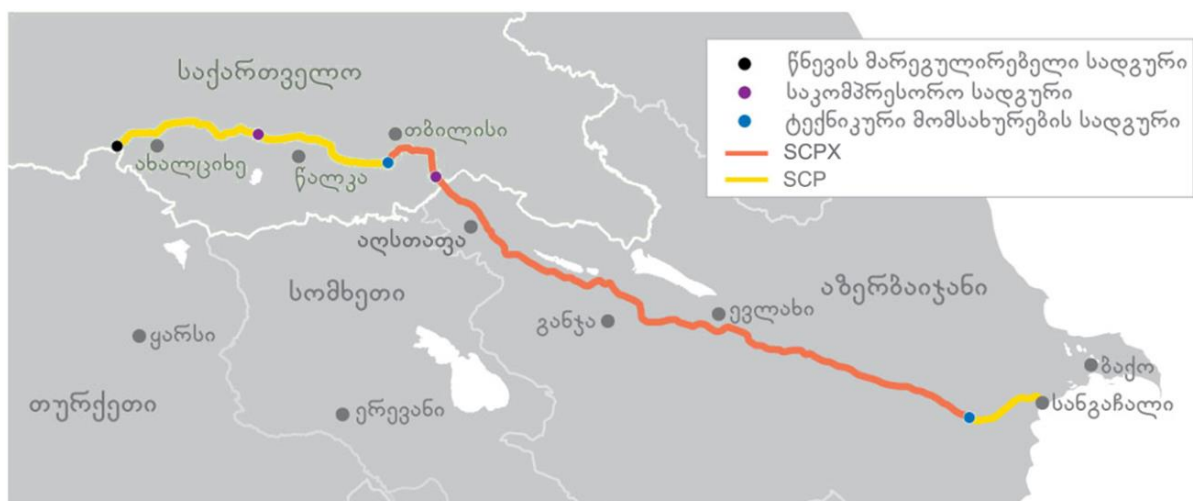 საქართველო
წნევის მარეგულირებელი სადგური
საკომპრესორო სადგური
ტექნიკური მომსახურების სადგური
SCPX
SCP
თბილისი
ახალციხე
წალკა
აღსთაფა
სომხეთი
აზერბაიჯანი
განჯა
ევლახი
ყარსი
თურქეთი
ერევანი
ბაქო
სანგაჩალი